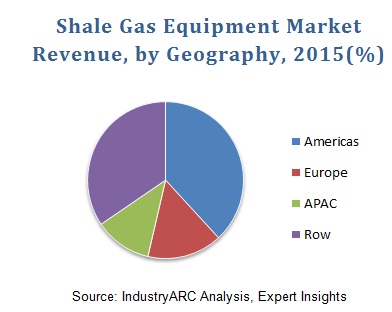 Shale Gas Equipment Market
Revenue, by Geography, 2015(%)
Americas
Europe
APAC
Row
Source: IndustryARC Analysis, Expert Insights